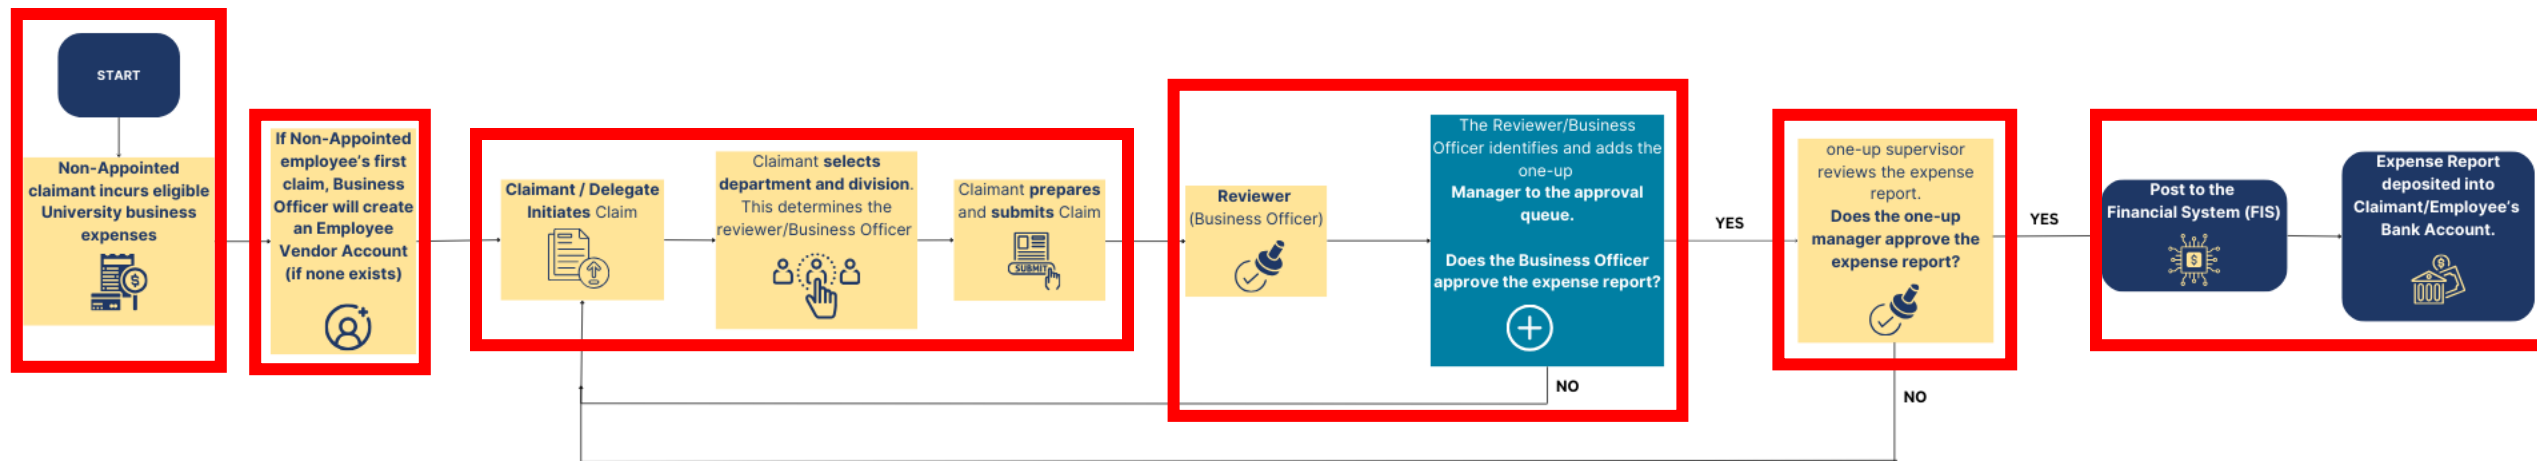 START
Non-Appointed
claimant incurs eligible
University business
expenses
If Non-Appointed
employee's first
claim, Business
Officer will create
an Employee
Vendor Account
(if none exists)
Claimant / Delegate
Initiates Claim
Claimant selects
department and division.
This determines the
reviewer/Business Officer
Claimant prepares
and submits Claim
SUBMIT
Reviewer
(Business Officer)
The Reviewer/Business
Officer identifies and adds the
one-up
Manager to the approval
queue.
Does the Business Officer
approve the expense report?
NO
YES
one-up supervisor
reviews the expense
report.
Does the one-up
manager approve the
expense report?
NO
YES
Post to the
Financial System (FIS)
Expense Report
deposited into
Claimant/Employee's
Bank Account.